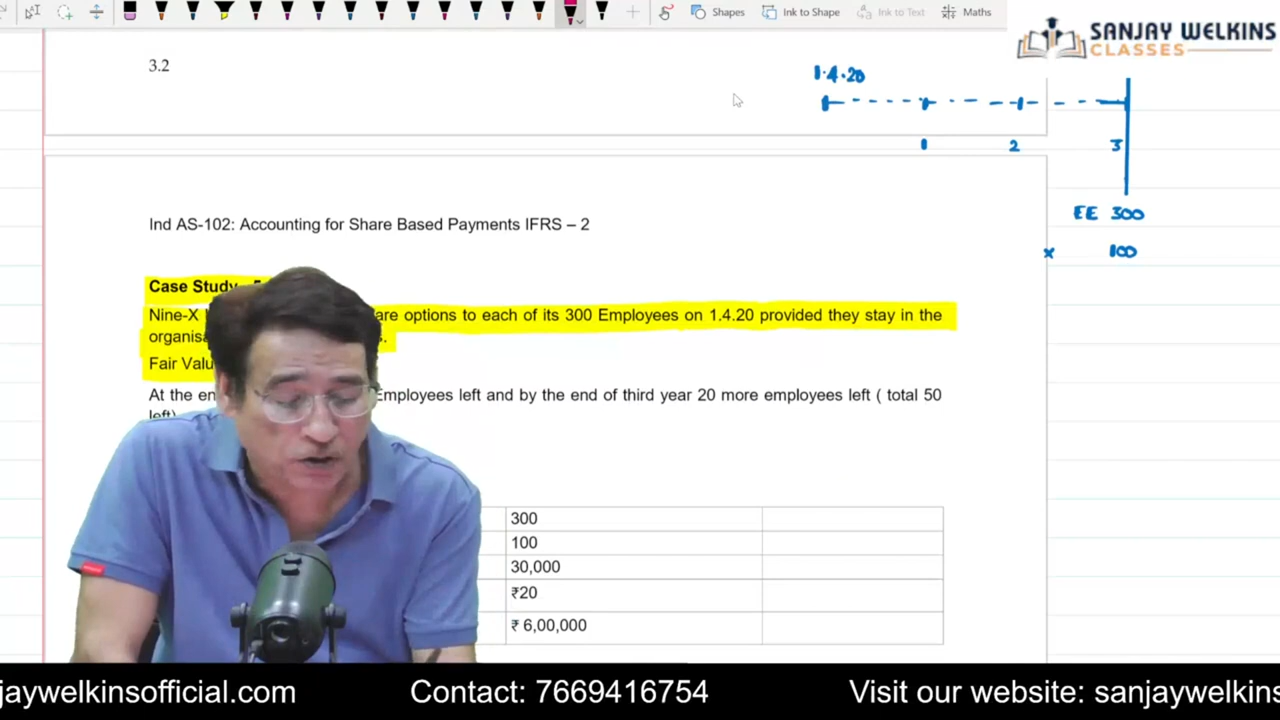 Shapes Ink to Shape Ink to Text Maths
SANJAY WELKINS
CLASSES
3.2
1.4.20
1 2 3
EE 300
x 100
Ind AS-102: Accounting for Share Based Payments IFRS – 2
Case Study
Nine-X are options to each of its 300 Employees on 1.4.20 provided they stay in the
organisa s.
Fair Valu
At the en Employees left and by the end of third year 20 more employees left ( total 50
left)
300
100
30,000
₹20
₹ 6,00,000
jaywelkinsofficial.com Contact: 7669416754 Visit our website: sanjaywelkins